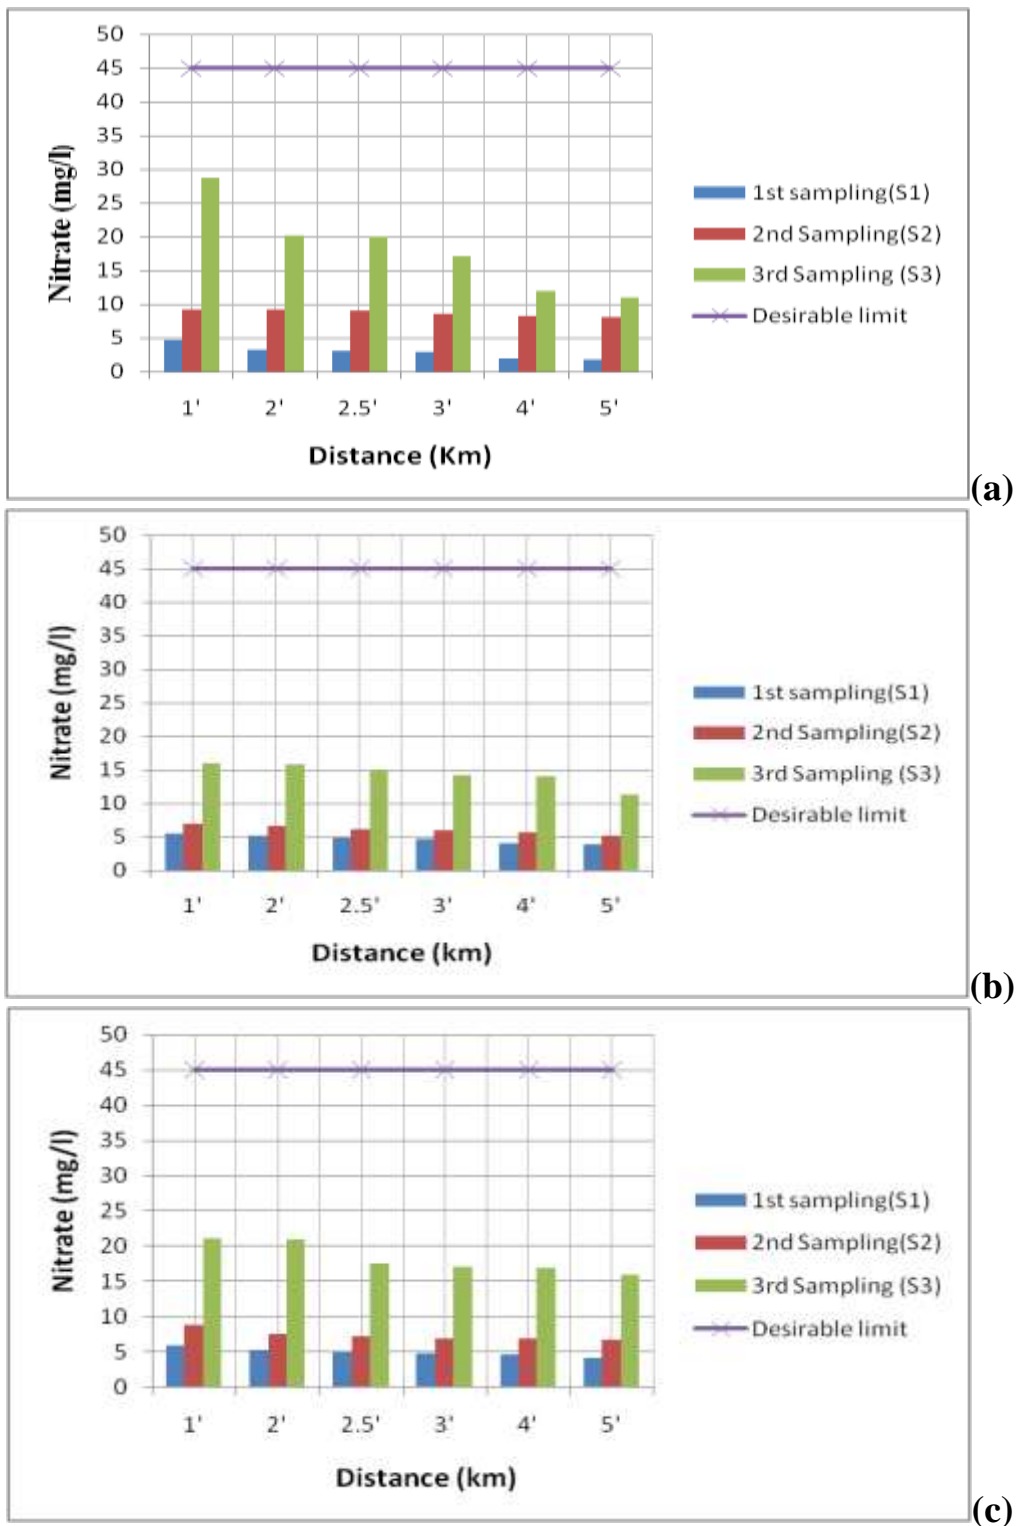 50
45
40
35
30
25
20
15
10
5
0
Nitrate (mg/l)
1' 2' 2.5' 3' 4' 5'
Distance (Km)
1st sampling(S1)
2nd Sampling(S2)
3rd Sampling (S3)
Desirable limit
(a)
50
45
40
35
30
25
20
15
10
5
0
Nitrate (mg/l)
1' 2' 2.5' 3' 4' 5'
Distance (km)
1st sampling(S1)
2nd Sampling(S2)
3rd Sampling (S3)
Desirable limit
(b)
50
45
40
35
30
25
20
15
10
5
0
Nitrate (mg/l)
1' 2' 2.5' 3' 4' 5'
Distance (km)
1st sampling(S1)
2nd Sampling(S2)
3rd Sampling (S3)
Desirable limit
(c)